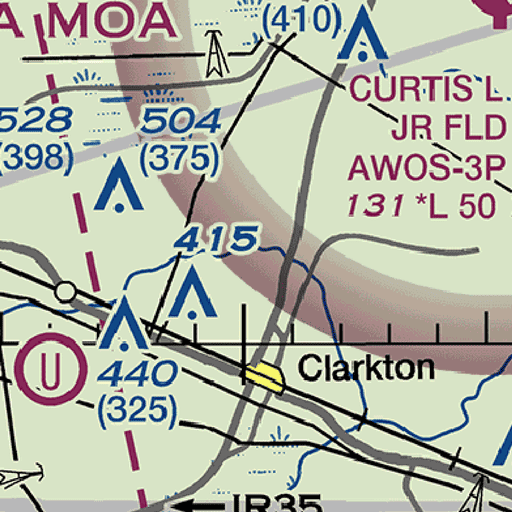 A MOA
(410)
528
(398)
504
(375)
CURTIS L
JR FLD
AWOS-3P
131 *L 50
415
U
440
(325)
Clarkton
IR35